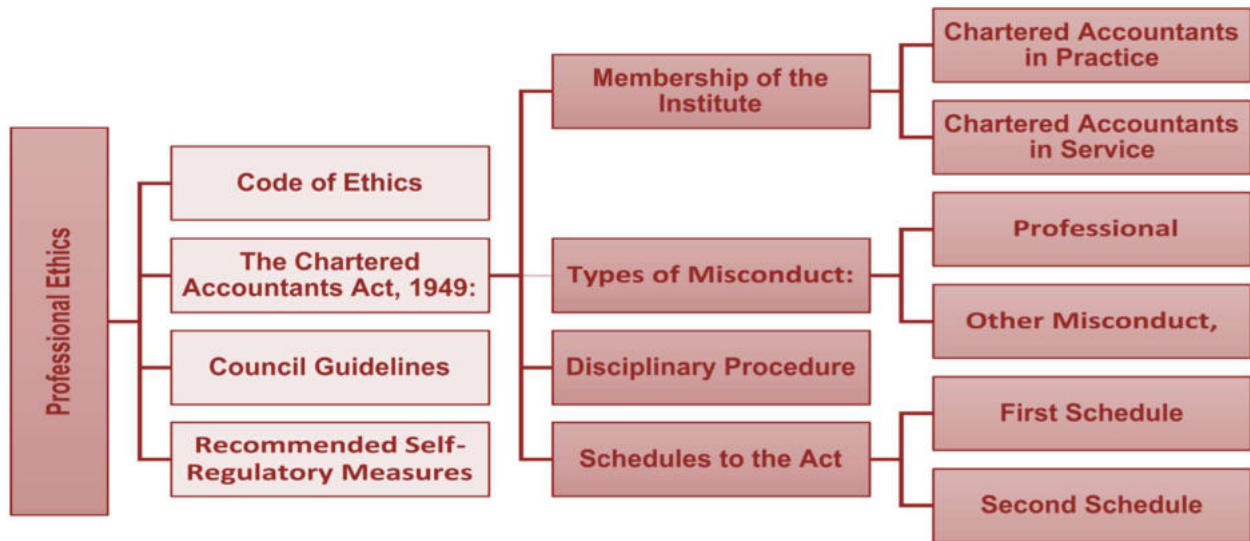 Professional Ethics
Code of Ethics
The Chartered
Accountants Act, 1949:
Council Guidelines
Recommended Self-
Regulatory Measures
Membership of the
Institute
Types of Misconduct:
Disciplinary Procedure
Schedules to the Act
Chartered Accountants
in Practice
Chartered Accountants
in Service
Professional
Other Misconduct,
First Schedule
Second Schedule